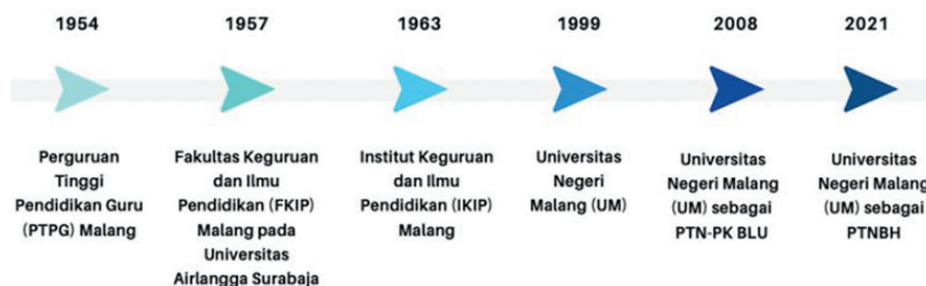 1954
1957
1963
1999
2008
2021
Perguruan
Tinggi
Pendidikan Guru
(PTPG) Malang
Fakultas Keguruan
dan Ilmu
Pendidikan (FKIP)
Malang pada
Universitas
Airlangga Surabaja
Institut Keguruan
dan Ilmu
Pendidikan (IKIP)
Malang
Universitas
Negeri
Malang (UM)
Universitas
Negeri Malang
(UM) sebagai
PTN-PK BLU
Universitas
Negeri Malang
(UM) sebagai
PTNBH